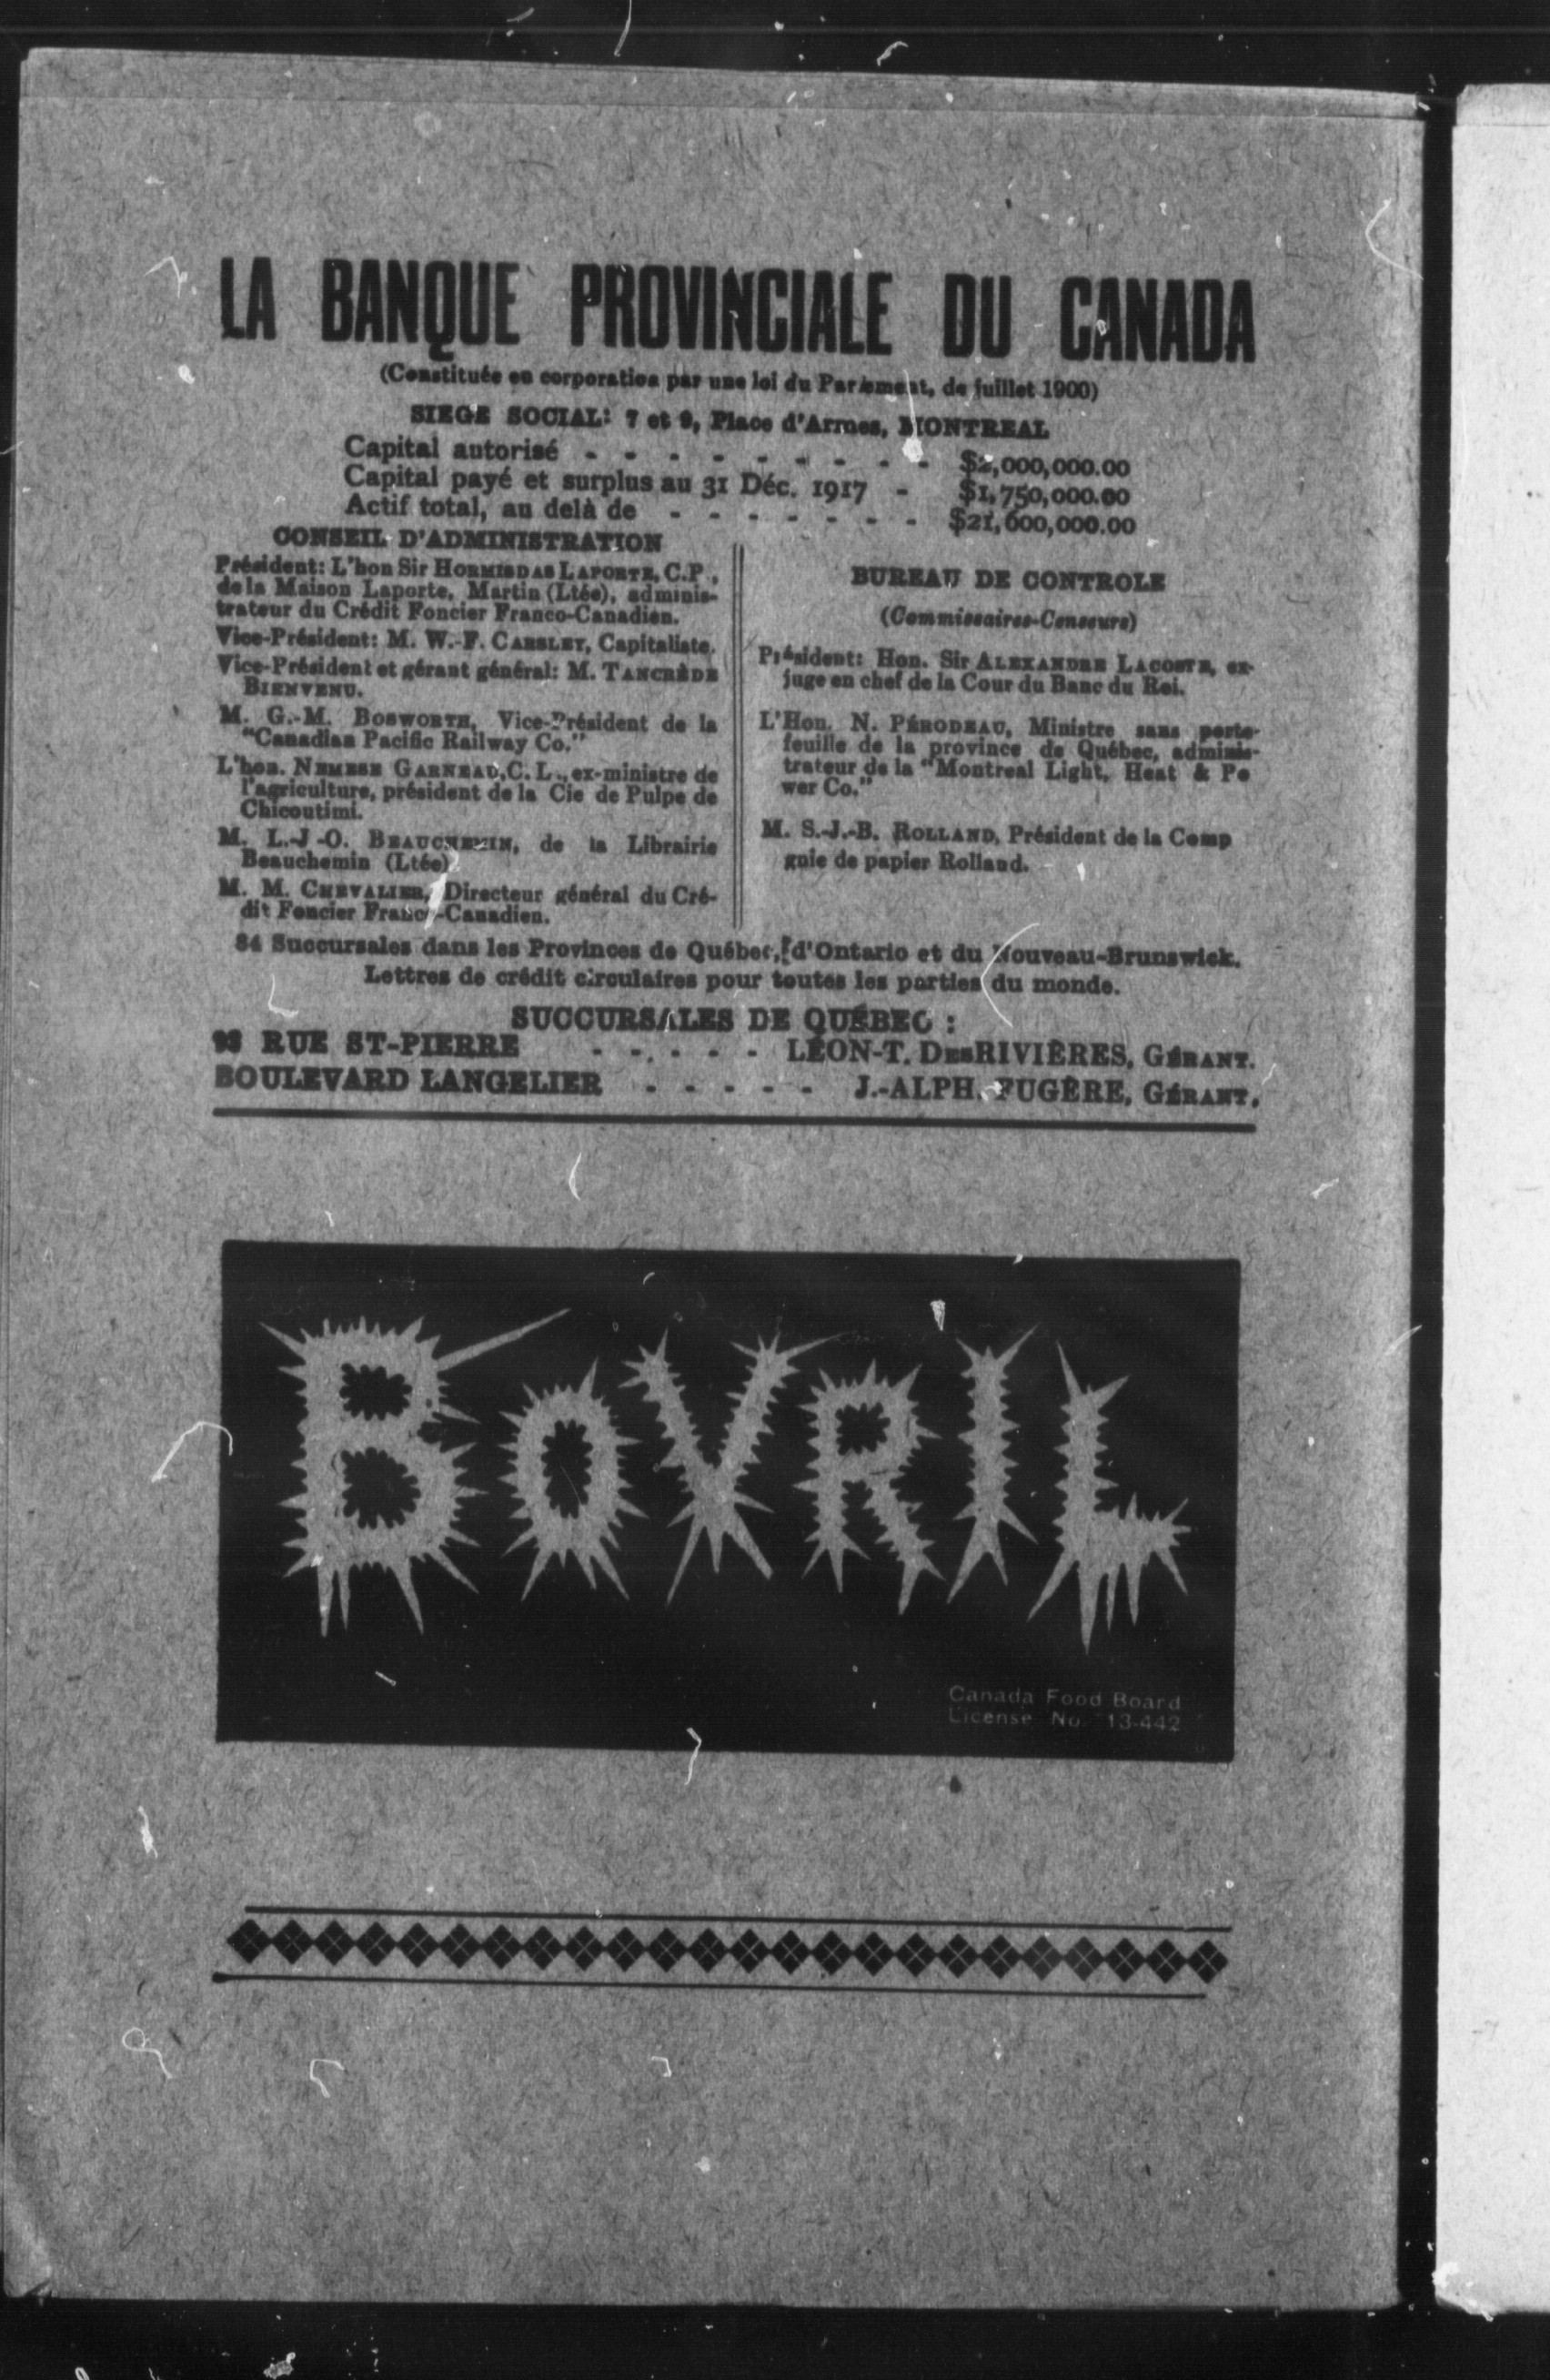 LA BANQUE PROVINCIALE DU CANADA
(Constituée en corporation par une loi du Parlement, de juillet 1900)
SIEGE SOCIAL: 7 et 9, Place d'Armes, MONTREAL
Capital autorisé - - - - - - - - - $2,000,000.00
Capital payé et surplus au 31 Déc. 1917 - $1,750,000.00
Actif total, au delà de - - - - - - - $21,600,000.00
CONSEIL D'ADMINISTRATION
Président: L'hon Sir HORMISDAS LAPORTE, C.P.,
de la Maison Laporte, Martin (Ltée), adminis-
trateur du Crédit Foncier Franco-Canadien.
Vice-Président: M. W.-F. CARSLEY, Capitaliste.
Vice-Président et gérant général: M. TANCRÈDE
BIENVENU.
M. G.-M. BOSWORTH, Vice-Président de la
"Canadian Pacific Railway Co."
L'hon. NEMESE GARNEAU, C. L., ex-ministre de
l'agriculture, président de la Cie de Pulpe de
Chicoutimi.
M. L.-J-O. BEAUCHEMIN, de la Librairie
Beauchemin (Ltée)
M. M. CHEVALIER, Directeur général du Cré-
dit Foncier Franco-Canadien.
BUREAU DE CONTROLE
(Commissaires-Censeurs)
Président: Hon. Sir ALEXANDRE LACOSTE, ex-
juge en chef de la Cour du Banc du Roi.
L'Hon. N. PÉRODEAU, Ministre sans porte-
feuille de la province de Québec, adminis-
trateur de la "Montreal Light, Heat & Po
wer Co."
M. S.-J.-B. ROLLAND, Président de la Comp
gnie de papier Rolland.
84 Succursales dans les Provinces de Québec, d'Ontario et du Nouveau-Brunswick.
Lettres de crédit circulaires pour toutes les parties du monde.
SUCCURSALES DE QUÉBEC :
93 RUE ST-PIERRE - - - - - LÉON-T. DESRIVIÈRES, GÉRANT.
BOULEVARD LANGELIER - - - - - J.-ALPH. FUGÈRE, GÉRANT.
BOVRIL
Canada Food Board
License No. 13-442